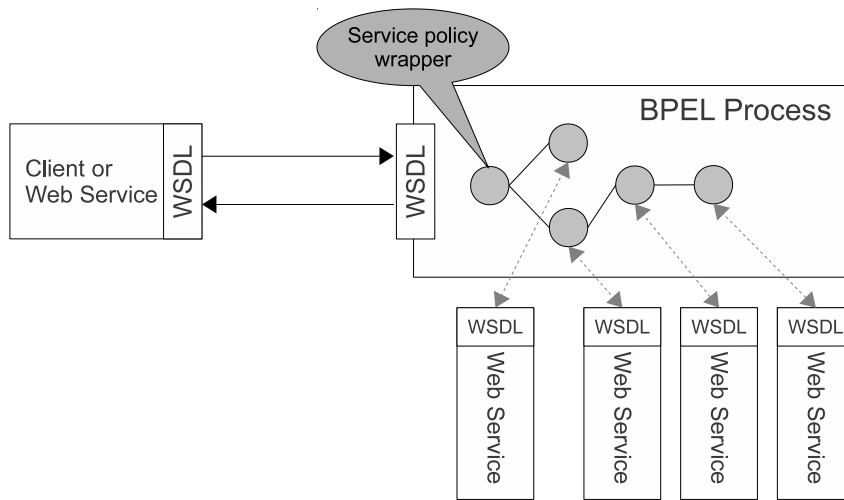 Service policy
wrapper
BPEL Process
Client or
Web Service
WSDL
WSDL
WSDL
WSDL
WSDL
WSDL
Web Service
Web Service
Web Service
Web Service